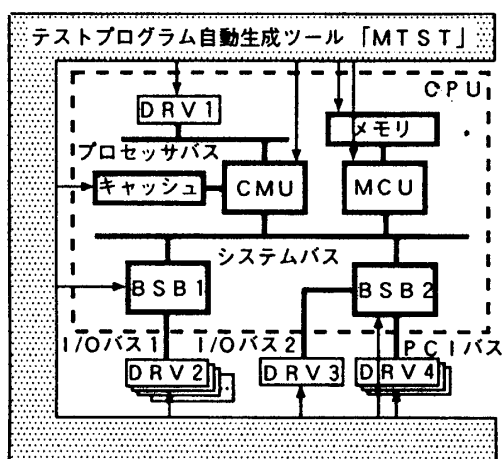 テストプログラム自動生成ツール「MTST」
CPU
DRV1
メモリ
プロセッサバス
キャッシュ
CMU
MCU
システムバス
BSB1
BSB2
I/Oバス1
I/Oバス2
PCIバス
DRV2
DRV3
DRV4